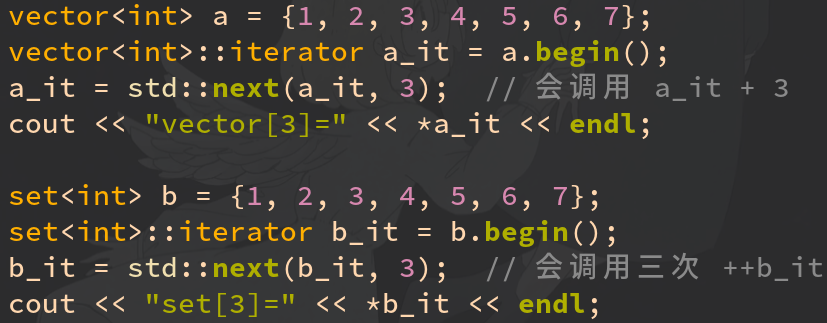 vector<int> a = {1, 2, 3, 4, 5, 6, 7};
vector<int>::iterator a_it = a.begin();
a_it = std::next(a_it, 3);  // 会调用 a_it + 3
cout << "vector[3]=" << *a_it << endl;
set<int> b = {1, 2, 3, 4, 5, 6, 7};
set<int>::iterator b_it = b.begin();
b_it = std::next(b_it, 3);  // 会调用三次 ++b_it
cout << "set[3]=" << *b_it << endl;